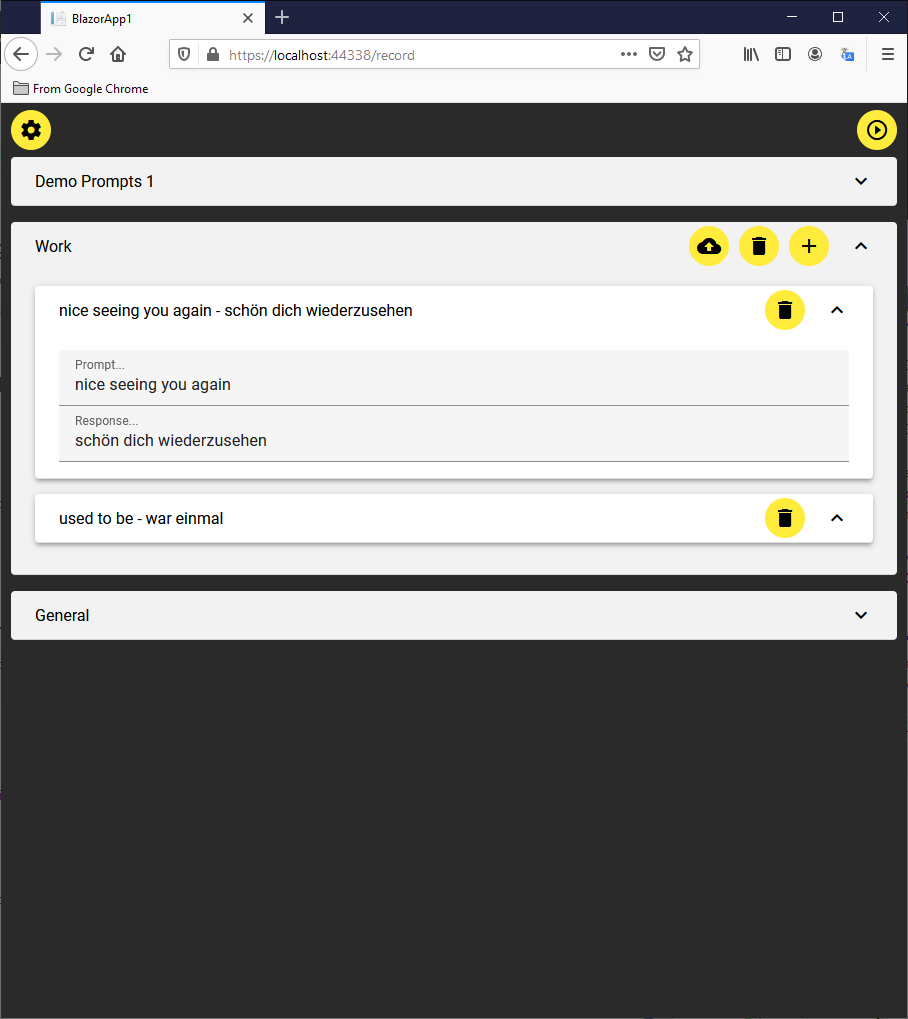 BlazorApp1
https://localhost:44338/record
From Google Chrome
Demo Prompts 1
Work
nice seeing you again - schön dich wiederzusehen
Prompt...
nice seeing you again
Response...
schön dich wiederzusehen
used to be - war einmal
General